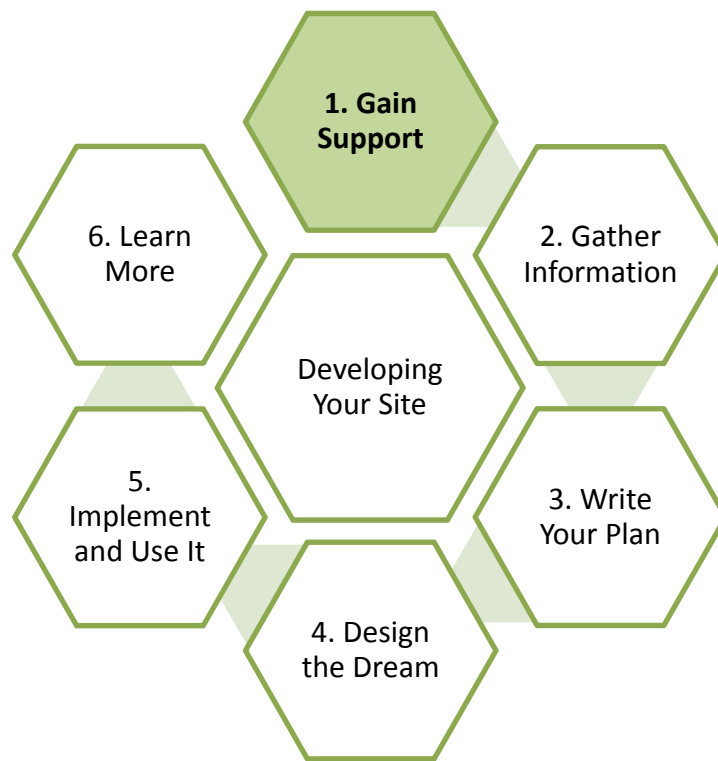 1. Gain
Support
2. Gather
Information
3. Write
Your Plan
4. Design
the Dream
5.
Implement
and Use It
6. Learn
More
Developing
Your Site